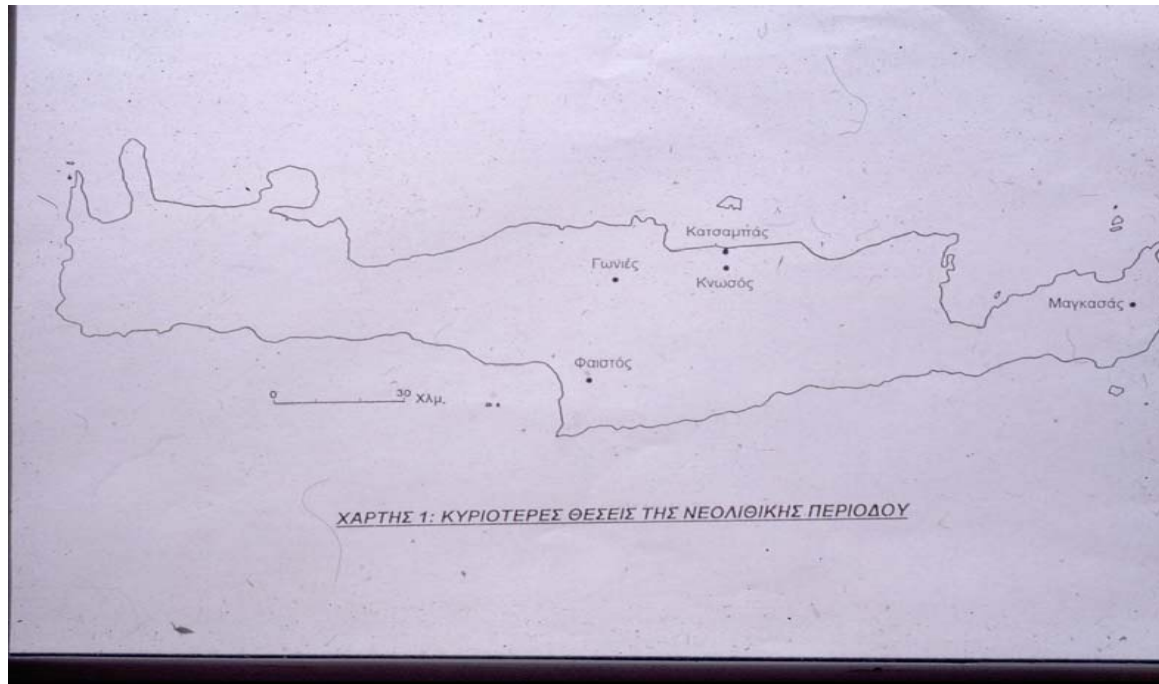 Κατσαμπάς
Γωνιές
Κνωσός
Μαγκασάς
Φαιστός
0 30 Χλμ.
ΧΑΡΤΗΣ 1: ΚΥΡΙΟΤΕΡΕΣ ΘΕΣΕΙΣ ΤΗΣ ΝΕΟΛΙΘΙΚΗΣ ΠΕΡΙΟΔΟΥ